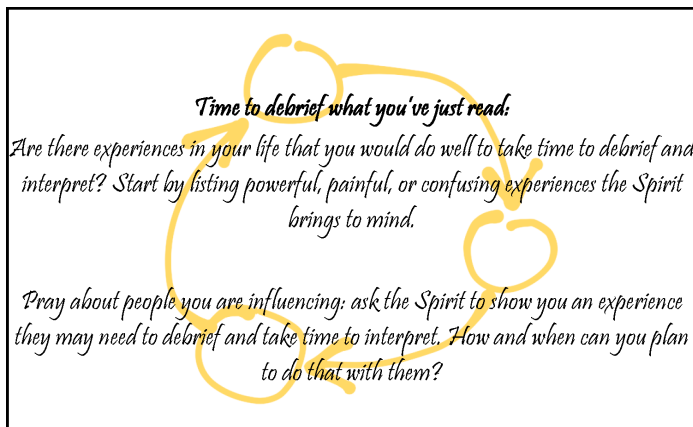 Time to debrief what you've just read:
Are there experiences in your life that you would do well to take time to debrief and
interpret? Start by listing powerful, painful, or confusing experiences the Spirit
brings to mind.
Pray about people you are influencing: ask the Spirit to show you an experience
they may need to debrief and take time to interpret. How and when can you plan
to do that with them?